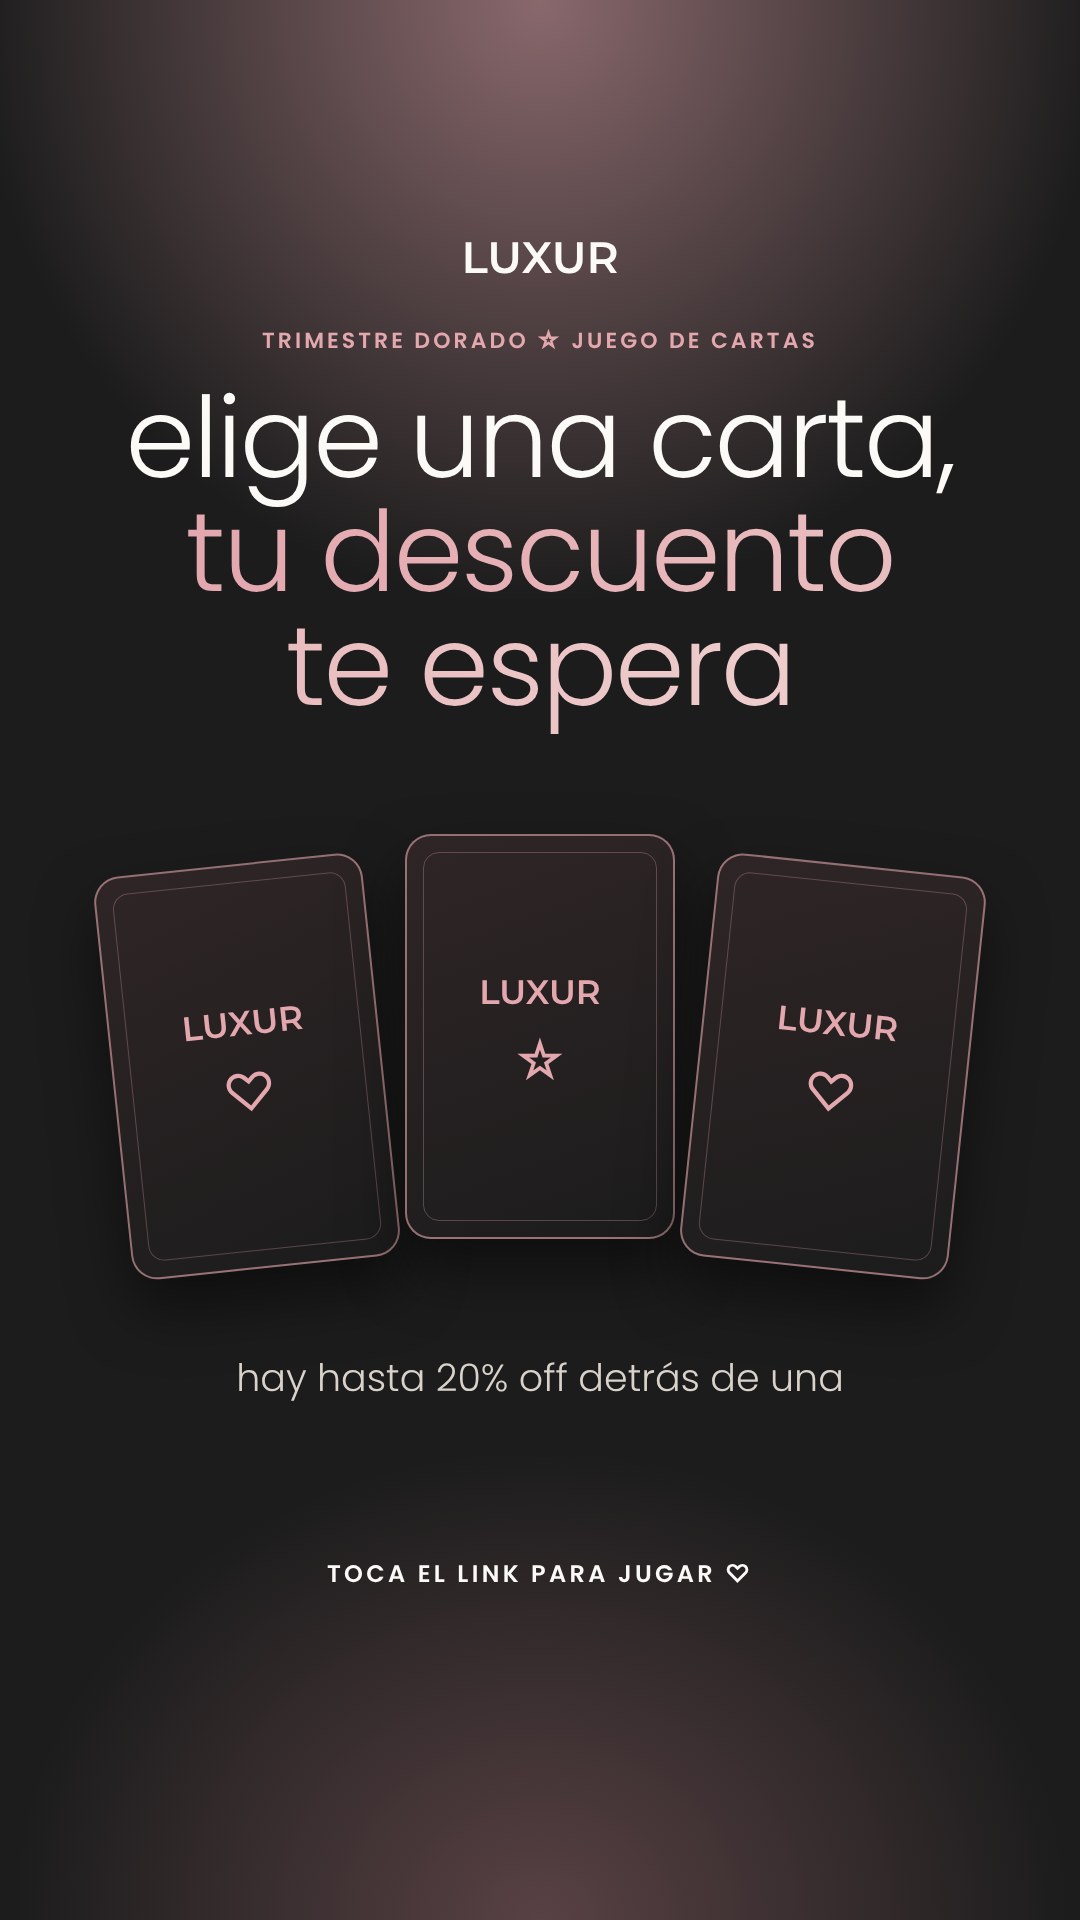 LUXUR
TRIMESTRE DORADO ☆ JUEGO DE CARTAS
elige una carta,
tu descuento
te espera
LUXUR
LUXUR
LUXUR
hay hasta 20% off detrás de una
TOCA EL LINK PARA JUGAR ♡